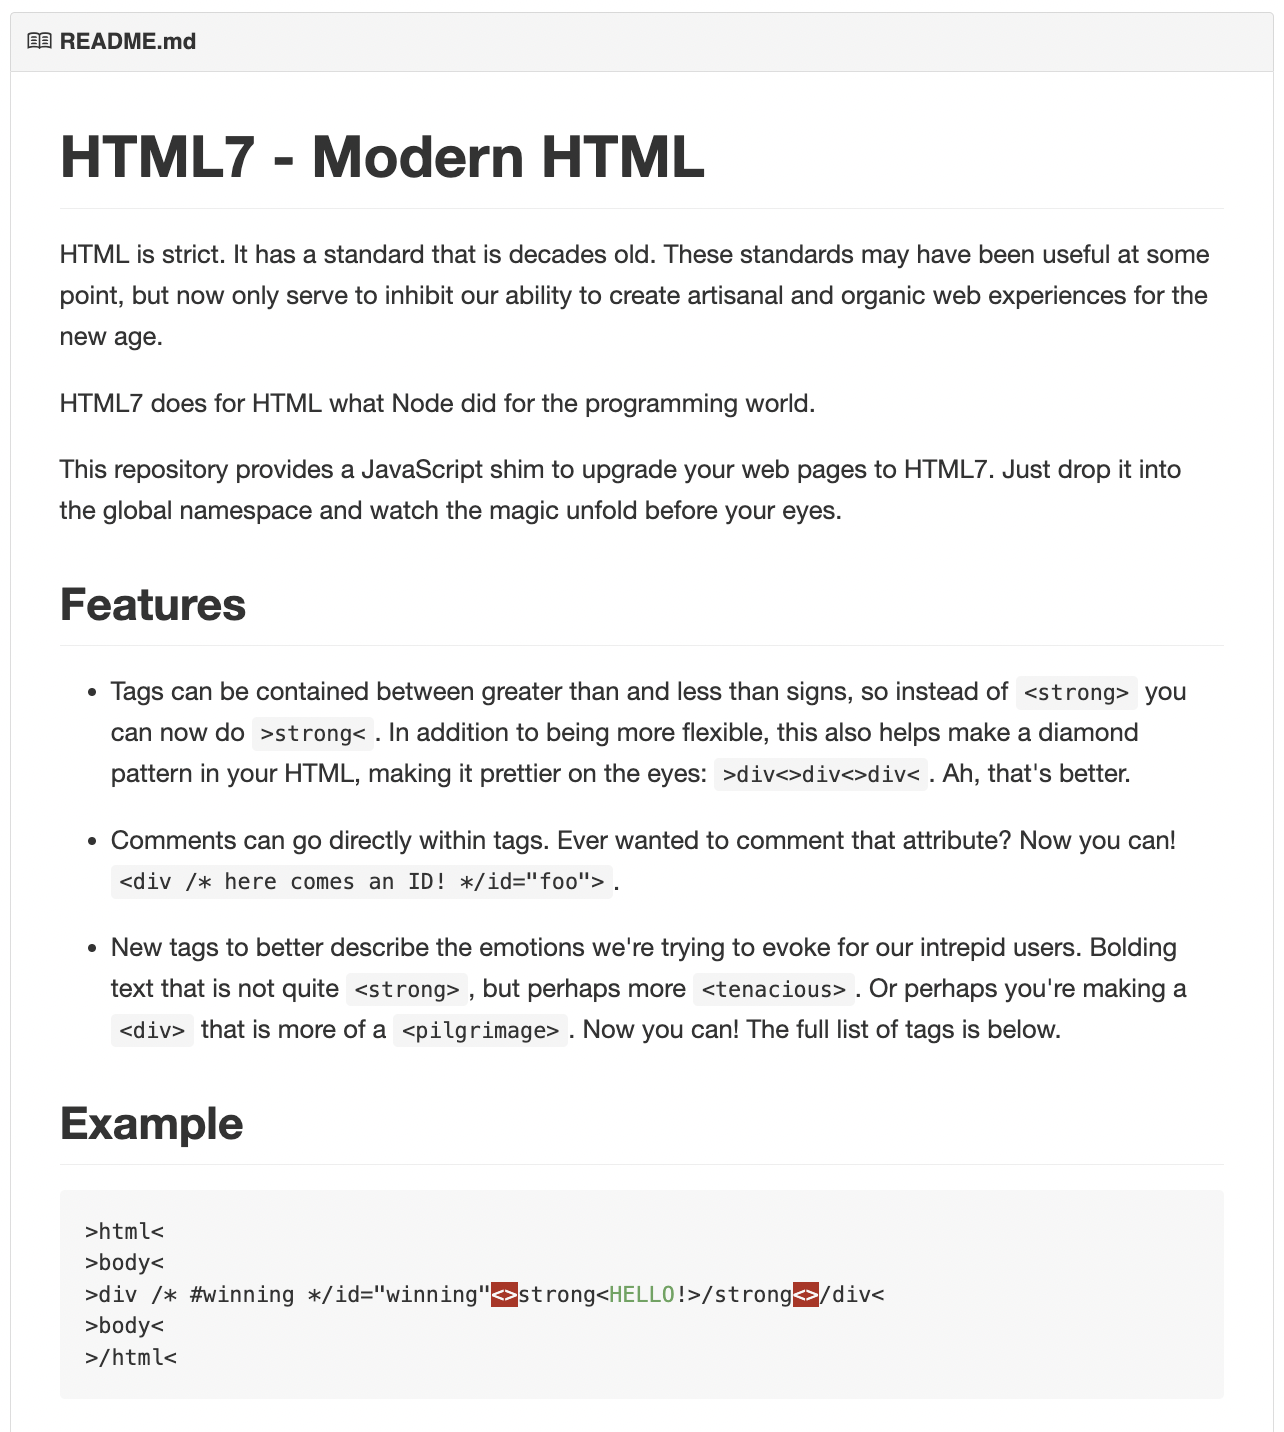 README.md
HTML7 - Modern HTML
HTML is strict. It has a standard that is decades old. These standards may have been useful at some
point, but now only serve to inhibit our ability to create artisanal and organic web experiences for the
new age.
HTML7 does for HTML what Node did for the programming world.
This repository provides a JavaScript shim to upgrade your web pages to HTML7. Just drop it into
the global namespace and watch the magic unfold before your eyes.
Features
• Tags can be contained between greater than and less than signs, so instead of <strong> you
can now do >strong<. In addition to being more flexible, this also helps make a diamond
pattern in your HTML, making it prettier on the eyes: >div<>div<>div<. Ah, that's better.
• Comments can go directly within tags. Ever wanted to comment that attribute? Now you can!
<div /* here comes an ID! */id="foo">.
• New tags to better describe the emotions we're trying to evoke for our intrepid users. Bolding
text that is not quite <strong>, but perhaps more <tenacious>. Or perhaps you're making a
<div> that is more of a <pilgrimage>. Now you can! The full list of tags is below.
Example
>html<
>body<
>div /* #winning */id="winning"<>strong<HELLO!>/strong<>/div<
>body<
>/html<